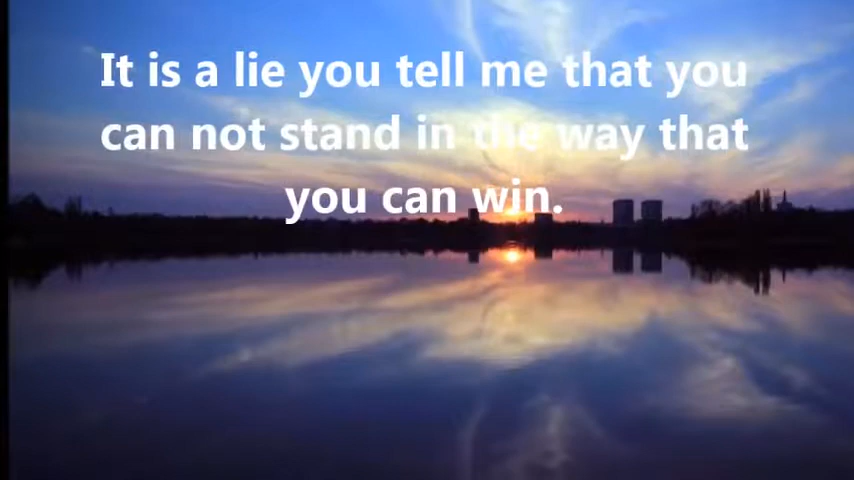 It is a lie you tell me that you
can not stand in the way that
you can win.